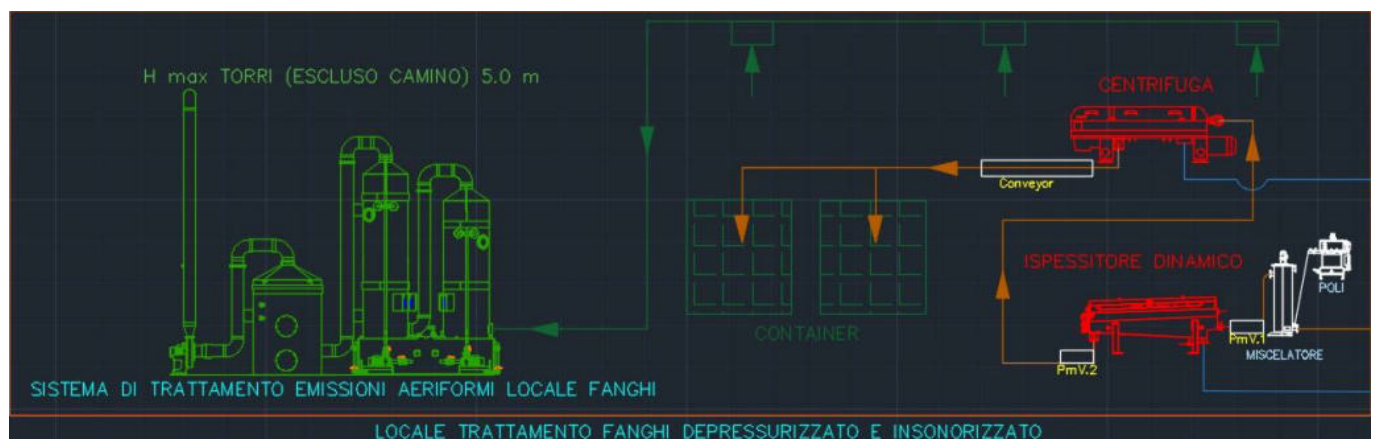 H max TORRI (ESCLUSO CAMINO) 5.0 m
CENTRIFUGA
Conveyor
ISPESSITORE DINAMICO
POLI
CONTAINER
PmV.1
MISCELATORE
PmV.2
SISTEMA DI TRATTAMENTO EMISSIONI AERIFORMI LOCALE FANGHI
LOCALE TRATTAMENTO FANGHI DEPRESSURIZZATO E INSONORIZZATO